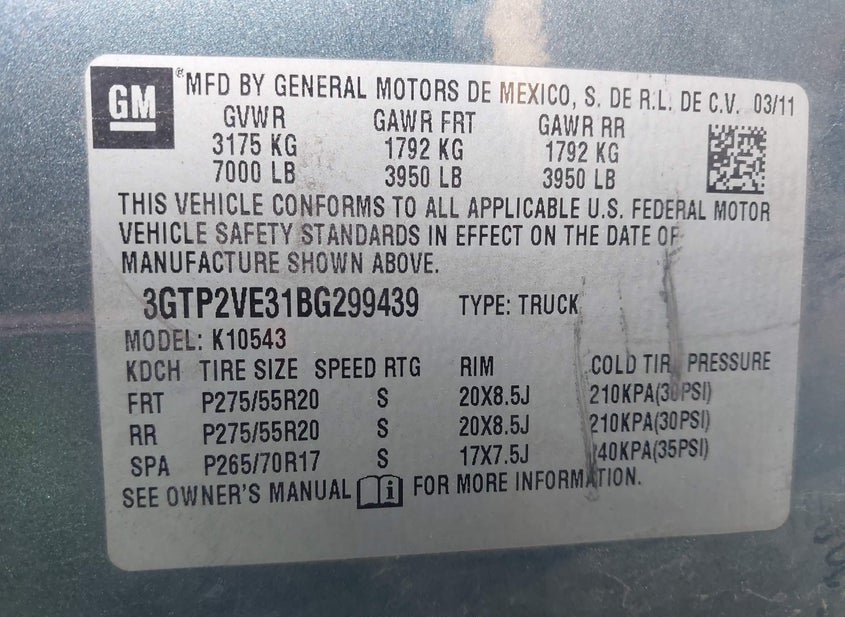 GM
® MFD BY GENERAL MOTORS DE MEXICO, S. DE R.L. DE C.V. 03/11
GVWR GAWR FRT GAWR RR
3175 KG 1792 KG 1792 KG
7000 LB 3950 LB 3950 LB
THIS VEHICLE CONFORMS TO ALL APPLICABLE U.S. FEDERAL MOTOR
VEHICLE SAFETY STANDARDS IN EFFECT ON THE DATE OF
MANUFACTURE SHOWN ABOVE.
3GTP2VE31BG299439 TYPE: TRUCK
MODEL: K10543
KDCH TIRE SIZE SPEED RTG RIM COLD TIRE PRESSURE
FRT P275/55R20 S 20X8.5J 210KPA(30PSI)
RR P275/55R20 S 20X8.5J 210KPA(30PSI)
SPA P265/70R17 S 17X7.5J 240KPA(35PSI)
SEE OWNER'S MANUAL i FOR MORE INFORMATION.